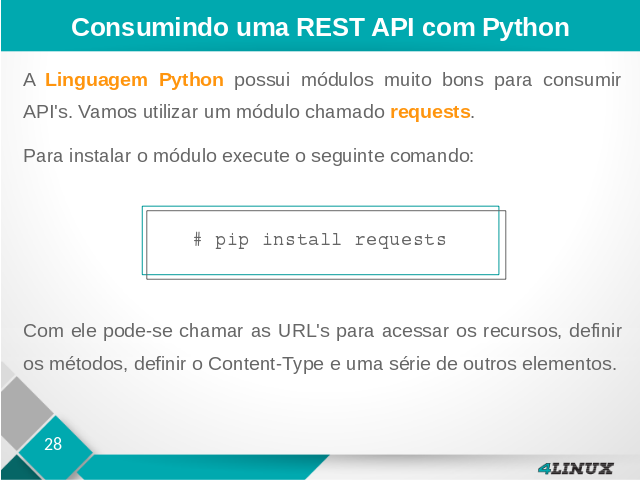 Consumindo uma REST API com Python
A Linguagem Python possui módulos muito bons para consumir
API's. Vamos utilizar um módulo chamado requests.
Para instalar o módulo execute o seguinte comando:
# pip install requests
Com ele pode-se chamar as URL's para acessar os recursos, definir
os métodos, definir o Content-Type e uma série de outros elementos.
28
4LINUX